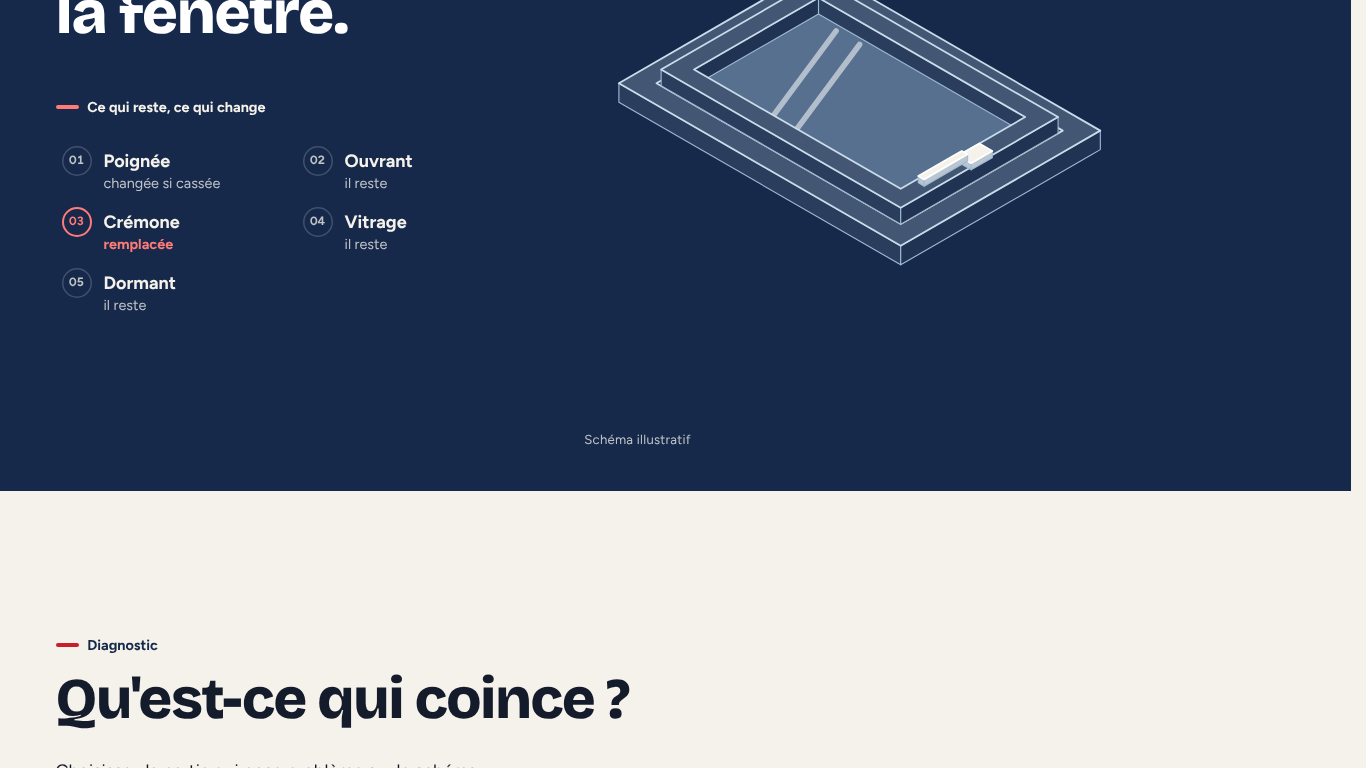 la fenêtre.
Ce qui reste, ce qui change
01 Poignée
changée si cassée
02 Ouvrant
il reste
03 Crémone
remplacée
04 Vitrage
il reste
05 Dormant
il reste
Schéma illustratif
Diagnostic
Qu'est-ce qui coince ?